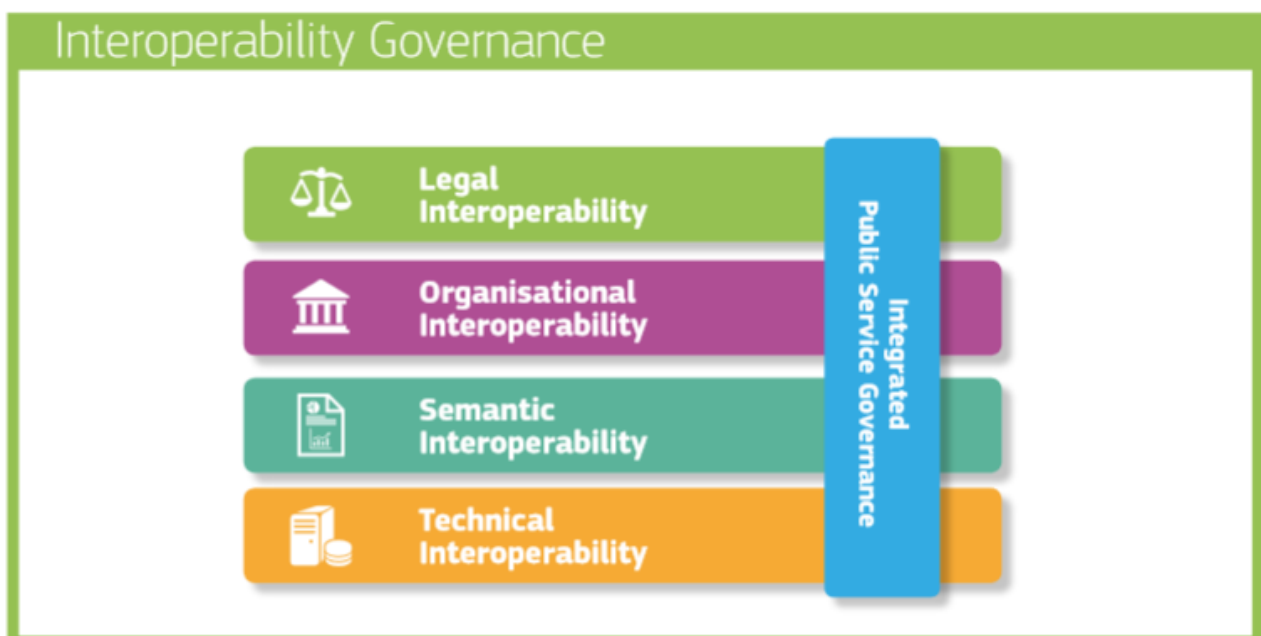 Interoperability Governance
Legal
Interoperability
Organisational
Interoperability
Semantic
Interoperability
Technical
Interoperability
Integrated
Public Service Governance